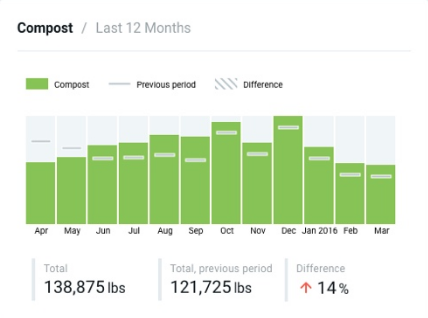 Compost / Last 12 Months
Compost Previous period Difference
Apr May Jun Jul Aug Sep Oct Nov Dec Jan 2016 Feb Mar
Total Total, previous period Difference
138,875 lbs 121,725 lbs 14 %